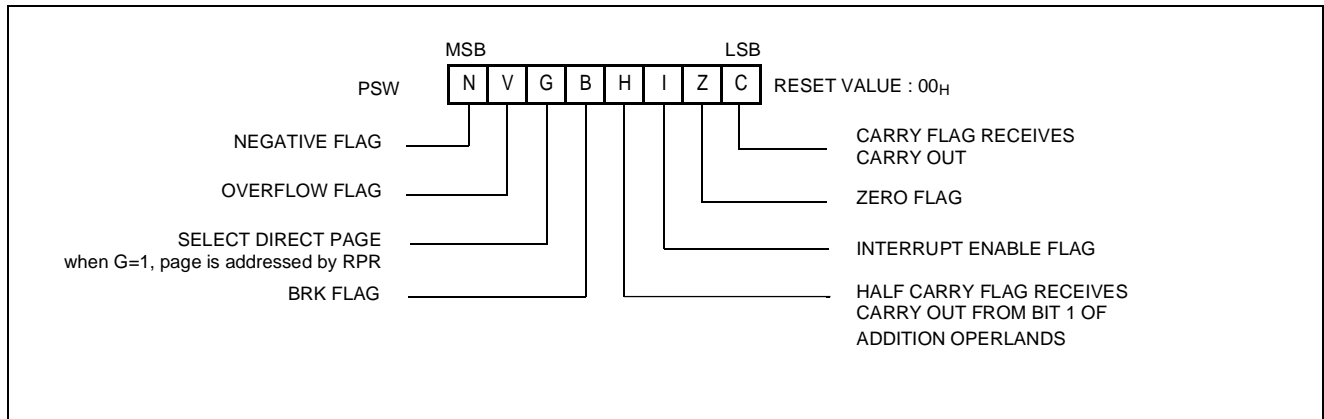 MSB LSB
PSW N V G B H I Z C RESET VALUE : 00H
NEGATIVE FLAG
CARRY FLAG RECEIVES
CARRY OUT
OVERFLOW FLAG
ZERO FLAG
SELECT DIRECT PAGE
when G=1, page is addressed by RPR
INTERRUPT ENABLE FLAG
BRK FLAG
HALF CARRY FLAG RECEIVES
CARRY OUT FROM BIT 1 OF
ADDITION OPERLANDS